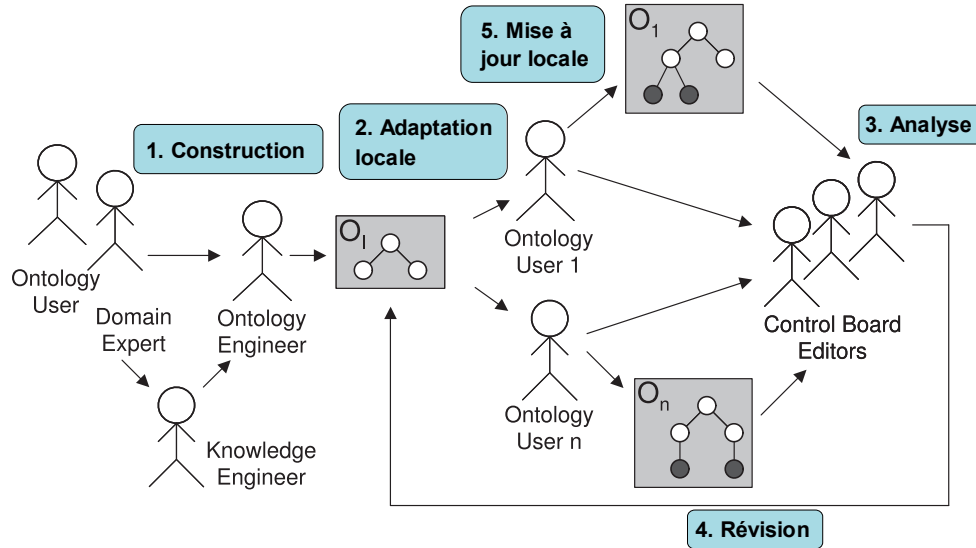 5. Mise à
jour locale
O1
1. Construction
2. Adaptation
locale
3. Analyse
OI
Ontology
User
Domain
Expert
Ontology
Engineer
Knowledge
Engineer
Ontology
User 1
Ontology
User n
On
Control Board
Editors
4. Révision